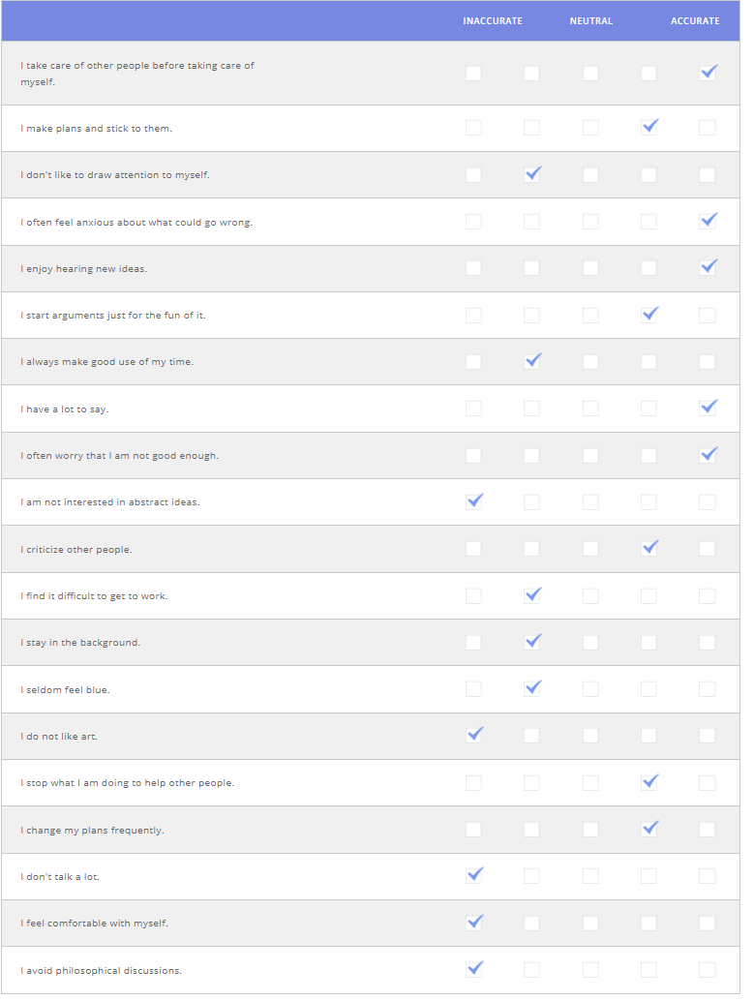 INACCURATE NEUTRAL ACCURATE
I take care of other people before taking care of
myself.
I make plans and stick to them.
I don't like to draw attention to myself.
I often feel anxious about what could go wrong.
I enjoy hearing new ideas.
I start arguments just for the fun of it.
I always make good use of my time.
I have a lot to say.
I often worry that I am not good enough.
I am not interested in abstract ideas.
I criticize other people.
I find it difficult to get to work.
I stay in the background.
I seldom feel blue.
I do not like art.
I stop what I am doing to help other people.
I change my plans frequently.
I don't talk a lot.
I feel comfortable with myself.
I avoid philosophical discussions.